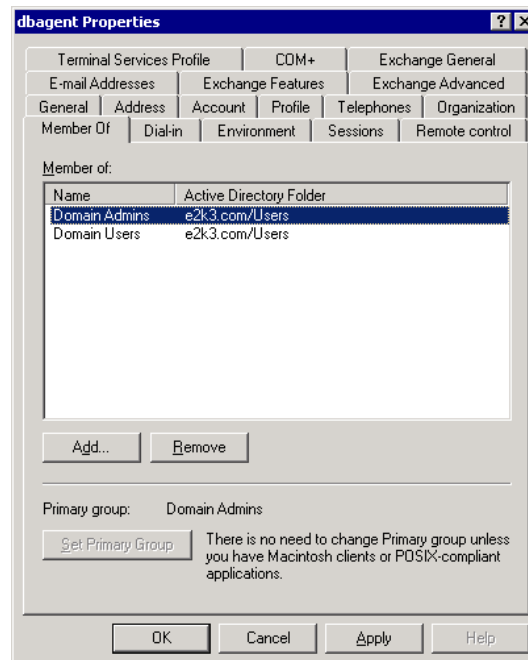 dbagent Properties
Terminal Services Profile COM+ Exchange General
E-mail Addresses Exchange Features Exchange Advanced
General Address Account Profile Telephones Organization
Member Of Dial-in Environment Sessions Remote control
Member of:
Name Active Directory Folder
Domain Admins e2k3.com/Users
Domain Users e2k3.com/Users
Add... Remove
Primary group: Domain Admins
Set Primary Group
There is no need to change Primary group unless
you have Macintosh clients or POSIX-compliant
applications.
OK Cancel Apply Help